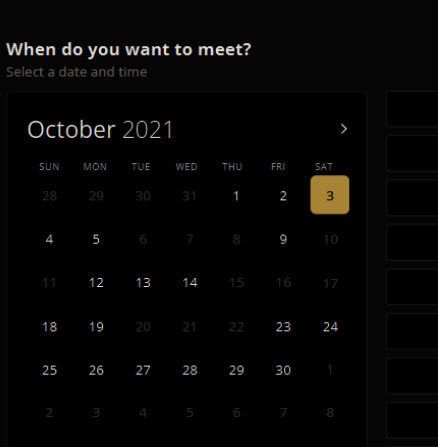 When do you want to meet?
Select a date and time
October 2021
SUN MON TUE WED THU FRI SAT
28 29 30 31 1 2 3
4 5 6 7 8 9 10
11 12 13 14 15 16 17
18 19 20 21 22 23 24
25 26 27 28 29 30 1
2 3 4 5 6 7 8